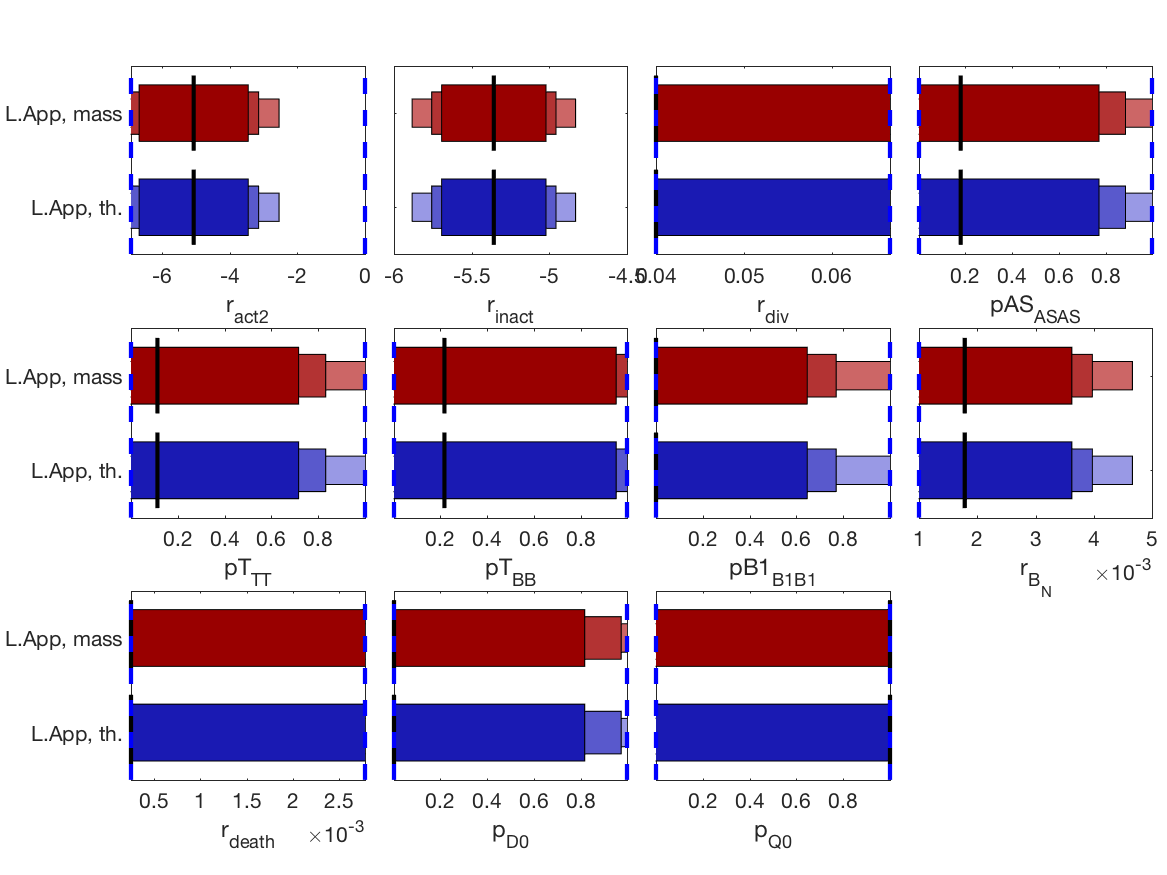 L.App, mass
L.App, th.
-6 -4 -2 0
r_act2
-6 -5.5 -5 -4.5
r_inact
0.04 0.05 0.06
r_div
0.2 0.4 0.6 0.8
pAS_ASAS
L.App, mass
L.App, th.
0.2 0.4 0.6 0.8
pT_TT
0.2 0.4 0.6 0.8
pT_BB
0.2 0.4 0.6 0.8
pB1_B1B1
1 2 3 4 5
r_B_N ×10^-3
L.App, mass
L.App, th.
0.5 1 1.5 2 2.5
r_death ×10^-3
0.2 0.4 0.6 0.8
p_D0
0.2 0.4 0.6 0.8
p_Q0